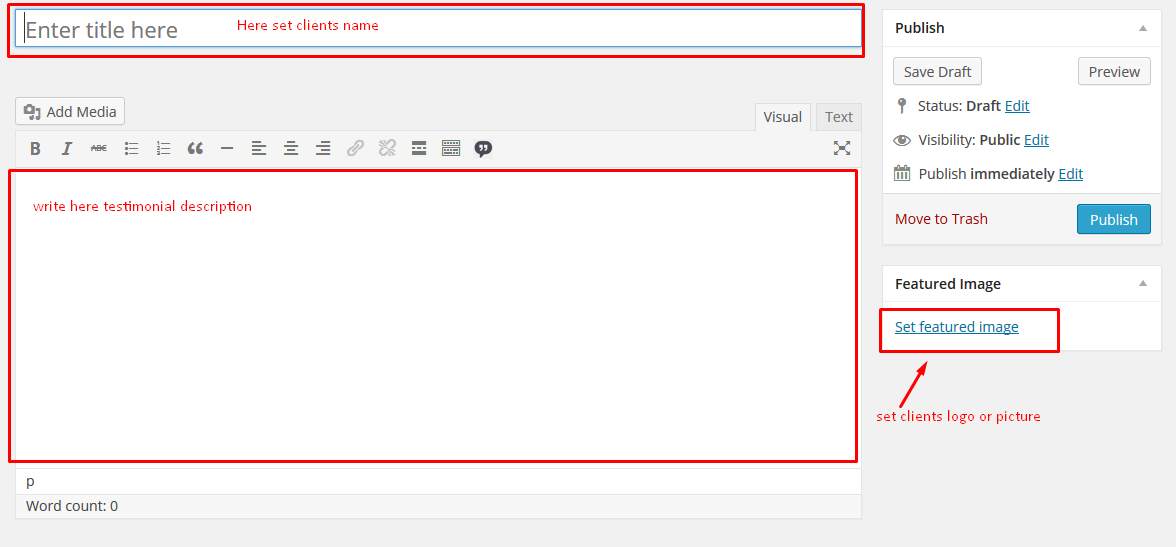 Enter title here
Here set clients name
Add Media
Visual
Text
B I ABC
write here testimonial description
p
Word count: 0
Publish
Save Draft
Preview
Status: Draft Edit
Visibility: Public Edit
Publish immediately Edit
Move to Trash
Publish
Featured Image
Set featured image
set clients logo or picture